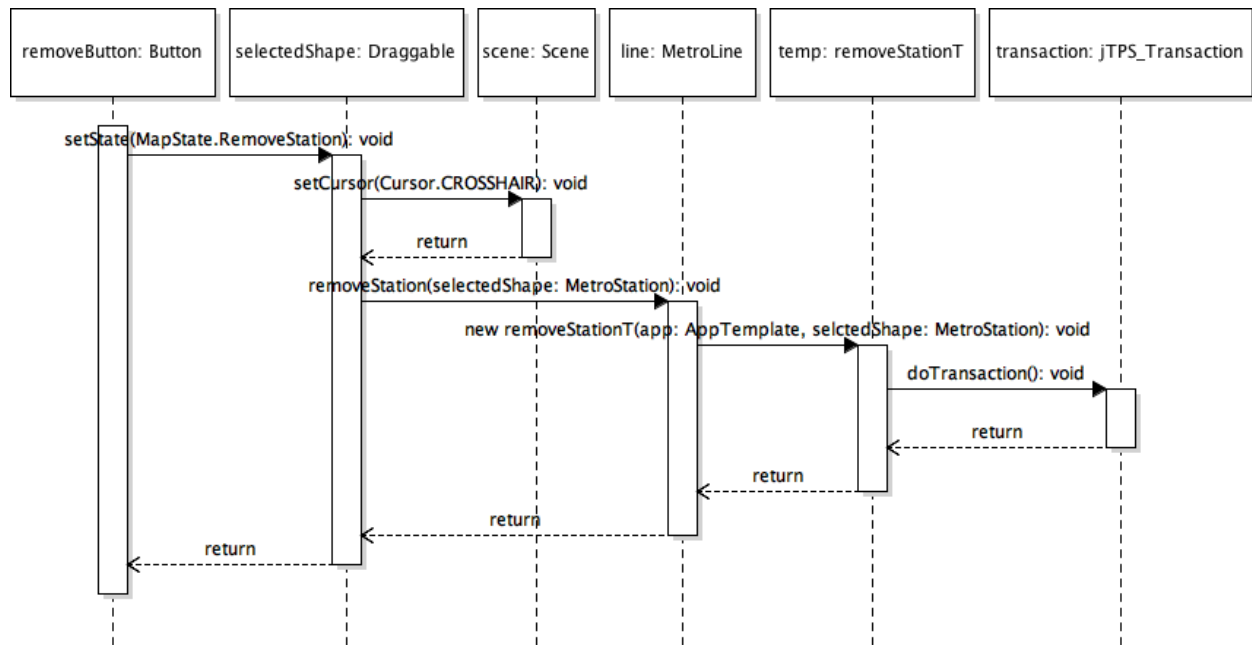 removeButton: Button
selectedShape: Draggable
scene: Scene
line: MetroLine
temp: removeStationT
transaction: jTPS_Transaction
setState(MapState.RemoveStation): void
setCursor(Cursor.CROSSHAIR): void
return
removeStation(selectedShape: MetroStation): void
new removeStationT(app: AppTemplate, selctedShape: MetroStation): void
doTransaction(): void
return
return
return
return